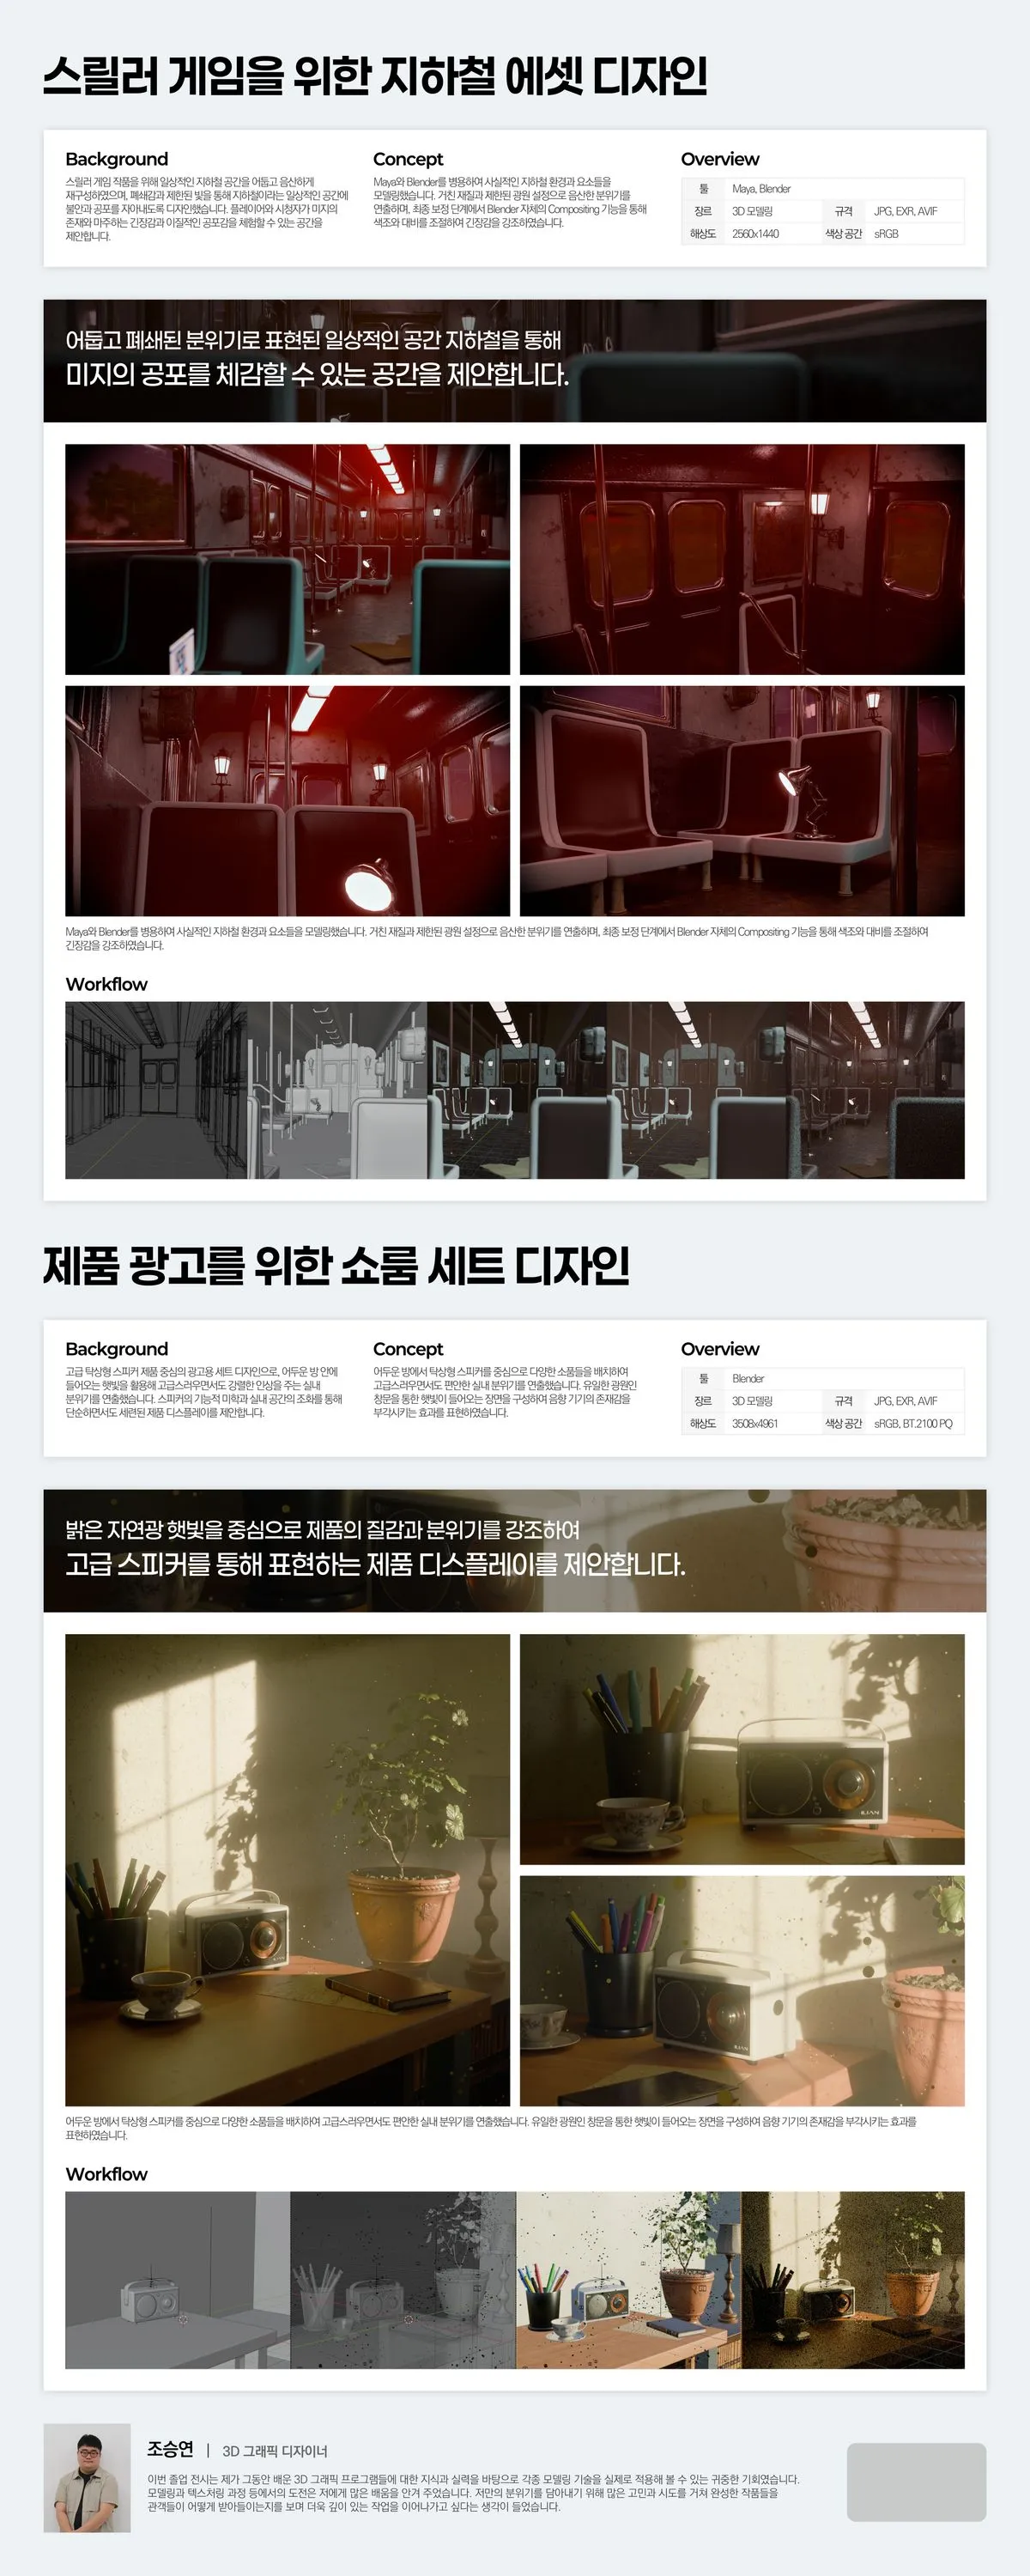 스릴러 게임을 위한 지하철 에셋 디자인
Background
스릴러 게임 작품을 위해 일상적인 지하철 공간을 어둡고 음산하게
재구성하였으며, 폐쇄감과 제한된 빛을 통해 지하철이라는 일상적인 공간에
불안과 공포를 자아내도록 디자인했습니다. 플레이어와 시청자가 미지의
존재와 마주하는 긴장감과 이질적인 공포감을 체험할 수 있는 공간을
제안합니다.
Concept
Maya와 Blender를 병용하여 사실적인 지하철 환경과 요소들을
모델링했습니다. 거친 재질과 제한된 광원 설정으로 음산한 분위기를
연출하며, 최종 보정 단계에서 Blender 자체의 Compositing 기능을 통해
색조와 대비를 조절하여 긴장감을 강조하였습니다.
Overview
툴 Maya, Blender
장르 3D 모델링 규격 JPG, EXR, AVIF
해상도 2560x1440 색상 공간 sRGB
어둡고 폐쇄된 분위기로 표현된 일상적인 공간 지하철을 통해
미지의 공포를 체감할 수 있는 공간을 제안합니다.
Maya와 Blender를 병용하여 사실적인 지하철 환경과 요소들을 모델링했습니다. 거친 재질과 제한된 광원 설정으로 음산한 분위기를 연출하며, 최종 보정 단계에서 Blender 자체의 Compositing 기능을 통해 색조와 대비를 조절하여
긴장감을 강조하였습니다.
Workflow
제품 광고를 위한 쇼룸 세트 디자인
Background
고급 탁상형 스피커 제품 중심의 광고용 세트 디자인으로, 어두운 방 안에
들어오는 햇빛을 활용해 고급스러우면서도 강렬한 인상을 주는 실내
분위기를 연출했습니다. 스피커의 기능적 미학과 실내 공간의 조화를 통해
단순하면서도 세련된 제품 디스플레이를 제안합니다.
Concept
어두운 방에서 탁상형 스피커를 중심으로 다양한 소품들을 배치하여
고급스러우면서도 편안한 실내 분위기를 연출했습니다. 유일한 광원인
창문을 통한 햇빛이 들어오는 장면을 구성하여 음향 기기의 존재감을
부각시키는 효과를 표현하였습니다.
Overview
툴 Blender
장르 3D 모델링 규격 JPG, EXR, AVIF
해상도 3508x4961 색상 공간 sRGB, BT.2100 PQ
밝은 자연광 햇빛을 중심으로 제품의 질감과 분위기를 강조하여
고급 스피커를 통해 표현하는 제품 디스플레이를 제안합니다.
어두운 방에서 탁상형 스피커를 중심으로 다양한 소품들을 배치하여 고급스러우면서도 편안한 실내 분위기를 연출했습니다. 유일한 광원인 창문을 통한 햇빛이 들어오는 장면을 구성하여 음향 기기의 존재감을 부각시키는 효과를
표현하였습니다.
Workflow
조승연 | 3D 그래픽 디자이너
이번 졸업 전시는 제가 그동안 배운 3D 그래픽 프로그램들에 대한 지식과 실력을 바탕으로 각종 모델링 기술을 실제로 적용해 볼 수 있는 귀중한 기회였습니다.
모델링과 텍스처링 과정 등에서의 도전은 저에게 많은 배움을 안겨 주었습니다. 저만의 분위기를 담아내기 위해 많은 고민과 시도를 거쳐 완성한 작품들을
관객들이 어떻게 받아들이는지를 보며 더욱 깊이 있는 작업을 이어나가고 싶다는 생각이 들었습니다.